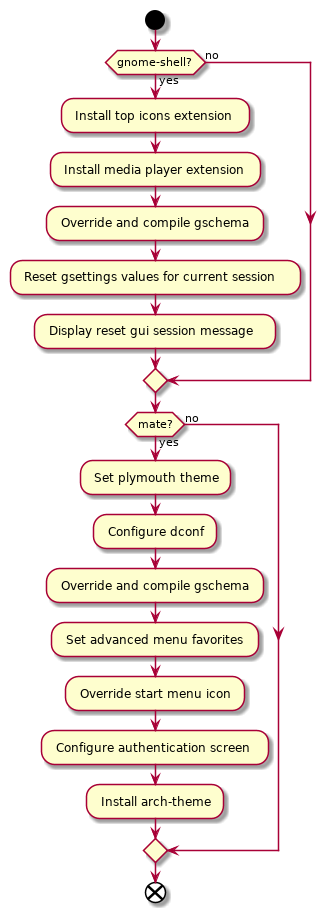 gnome-shell?
no
yes
Install top icons extension
Install media player extension
Override and compile gschema
Reset gsettings values for current session
Display reset gui session message
mate?
no
yes
Set plymouth theme
Configure dconf
Override and compile gschema
Set advanced menu favorites
Override start menu icon
Configure authentication screen
Install arch-theme